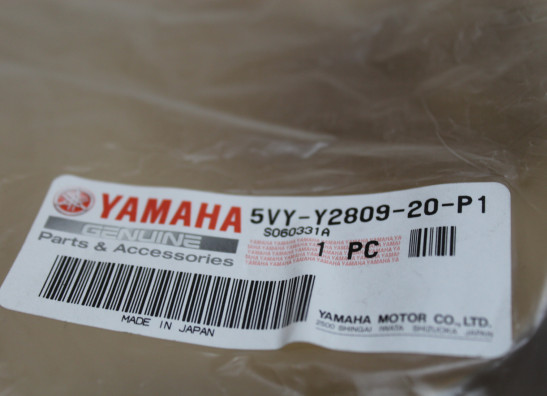 YAMAHA 5VY-Y2809-20-P1
S060331A
GENUINE
Parts & Accessories
1 PC
MADE IN JAPAN
YAMAHA MOTOR CO., LTD.
2500 SHINGAI IWATA SHIZUOKA JAPAN